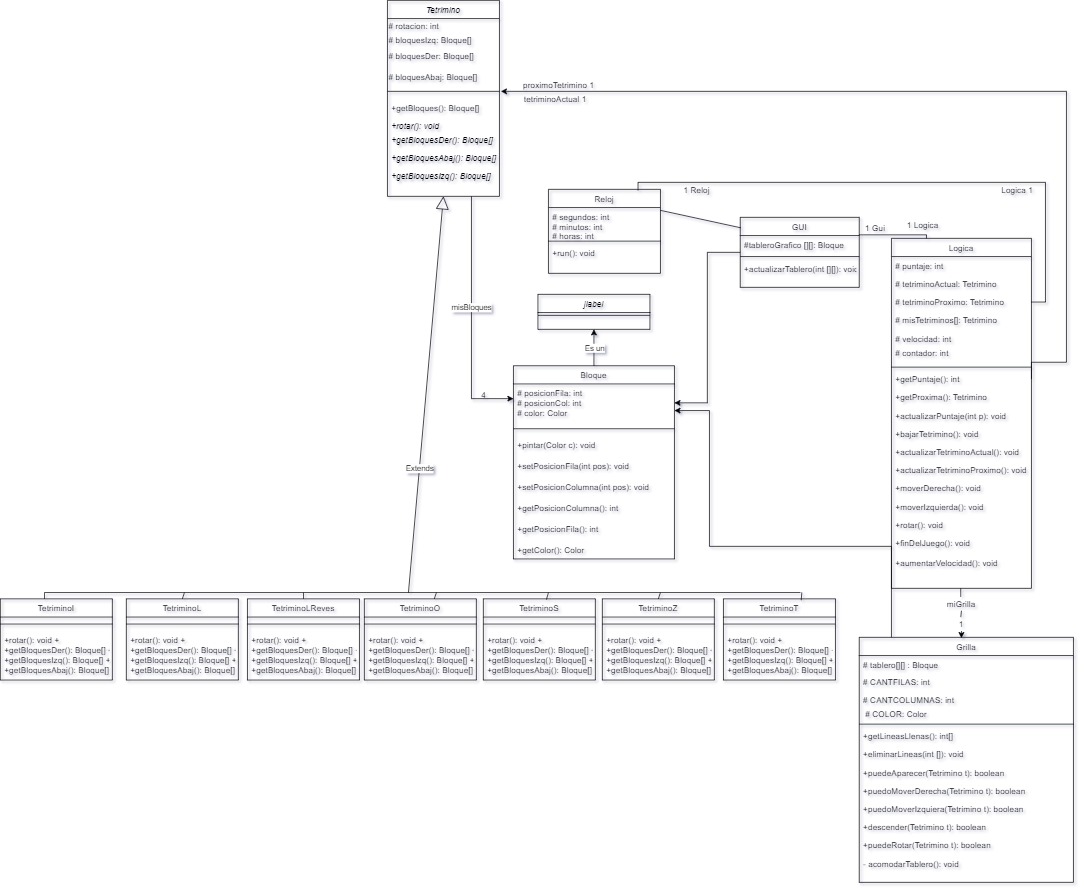 Tetrimino
# rotacion: int
# bloquesIzq: Bloque[]
# bloquesDer: Bloque[]
# bloquesAbaj: Bloque[]
+getBloques(): Bloque[]
+rotar(): void
+getBloquesDer(): Bloque[]
+getBloquesAbaj(): Bloque[]
+getBloquesIzq(): Bloque[]
proximoTetrimino 1
tetriminoActual 1
1 Reloj
Logica 1
Reloj
# segundos: int
# minutos: int
# horas: int
+run(): void
GUI
#tableroGrafico [][]: Bloque
+actualizarTablero(int [][]): void
1 Gui
1 Logica
Logica
# puntaje: int
# tetriminoActual: Tetrimino
# tetriminoProximo: Tetrimino
# misTetriminos[]: Tetrimino
# velocidad: int
# contador: int
+getPuntaje(): int
+getProxima(): Tetrimino
+actualizarPuntaje(int p): void
+bajarTetrimino(): void
+actualizarTetriminoActual(): void
+actualizarTetriminoProximo(): void
+moverDerecha(): void
+moverIzquierda(): void
+rotar(): void
+finDelJuego(): void
+aumentarVelocidad(): void
misBloques
4
jlabel
Es un
Bloque
# posicionFila: int
# posicionCol: int
# color: Color
+pintar(Color c): void
+setPosicionFila(int pos): void
+setPosicionColumna(int pos): void
+getPosicionColumna(): int
+getPosicionFila(): int
+getColor(): Color
Extends
TetriminoI
+rotar(): void +
+getBloquesDer(): Bloque[] -
+getBloquesIzq(): Bloque[] +
+getBloquesAbaj(): Bloque[]
TetriminoL
+rotar(): void +
+getBloquesDer(): Bloque[] -
+getBloquesIzq(): Bloque[] +
+getBloquesAbaj(): Bloque[]
TetriminoLReves
+rotar(): void +
+getBloquesDer(): Bloque[] -
+getBloquesIzq(): Bloque[] +
+getBloquesAbaj(): Bloque[]
TetriminoO
+rotar(): void +
+getBloquesDer(): Bloque[] -
+getBloquesIzq(): Bloque[] +
+getBloquesAbaj(): Bloque[]
TetriminoS
+rotar(): void +
+getBloquesDer(): Bloque[] -
+getBloquesIzq(): Bloque[] +
+getBloquesAbaj(): Bloque[]
TetriminoZ
+rotar(): void +
+getBloquesDer(): Bloque[] -
+getBloquesIzq(): Bloque[] +
+getBloquesAbaj(): Bloque[]
TetriminoT
+rotar(): void +
+getBloquesDer(): Bloque[] -
+getBloquesIzq(): Bloque[] +
+getBloquesAbaj(): Bloque[]
miGrilla
1
Grilla
# tablero[][] : Bloque
# CANTFILAS: int
# CANTCOLUMNAS: int
# COLOR: Color
+getLineasLlenas(): int[]
+eliminarLineas(int []): void
+puedeAparecer(Tetrimino t): boolean
+puedoMoverDerecha(Tetrimino t): boolean
+puedoMoverIzquiera(Tetrimino t): boolean
+descender(Tetrimino t): boolean
+puedeRotar(Tetrimino t): boolean
- acomodarTablero(): void